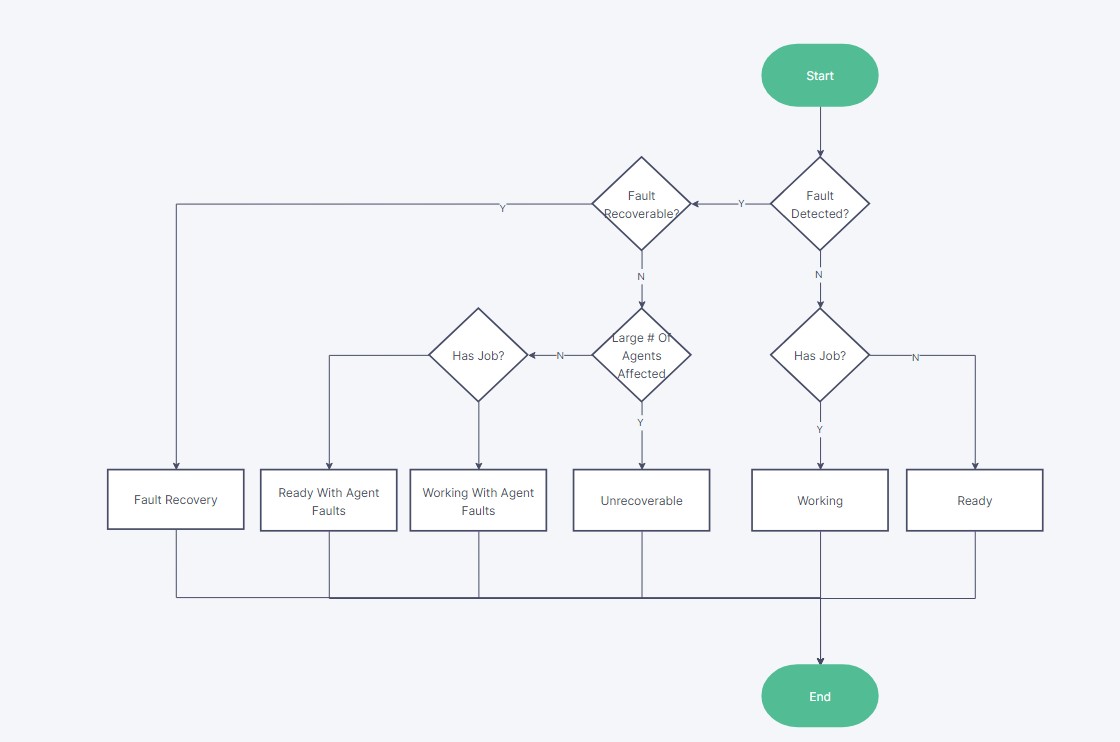 Start
Fault
Recoverable?
Fault
Detected?
Y
Y
N
N
Has Job?
Large # Of
Agents
Affected
Has Job?
N
N
Y
Y
Fault Recovery
Ready With Agent
Faults
Working With Agent
Faults
Unrecoverable
Working
Ready
End